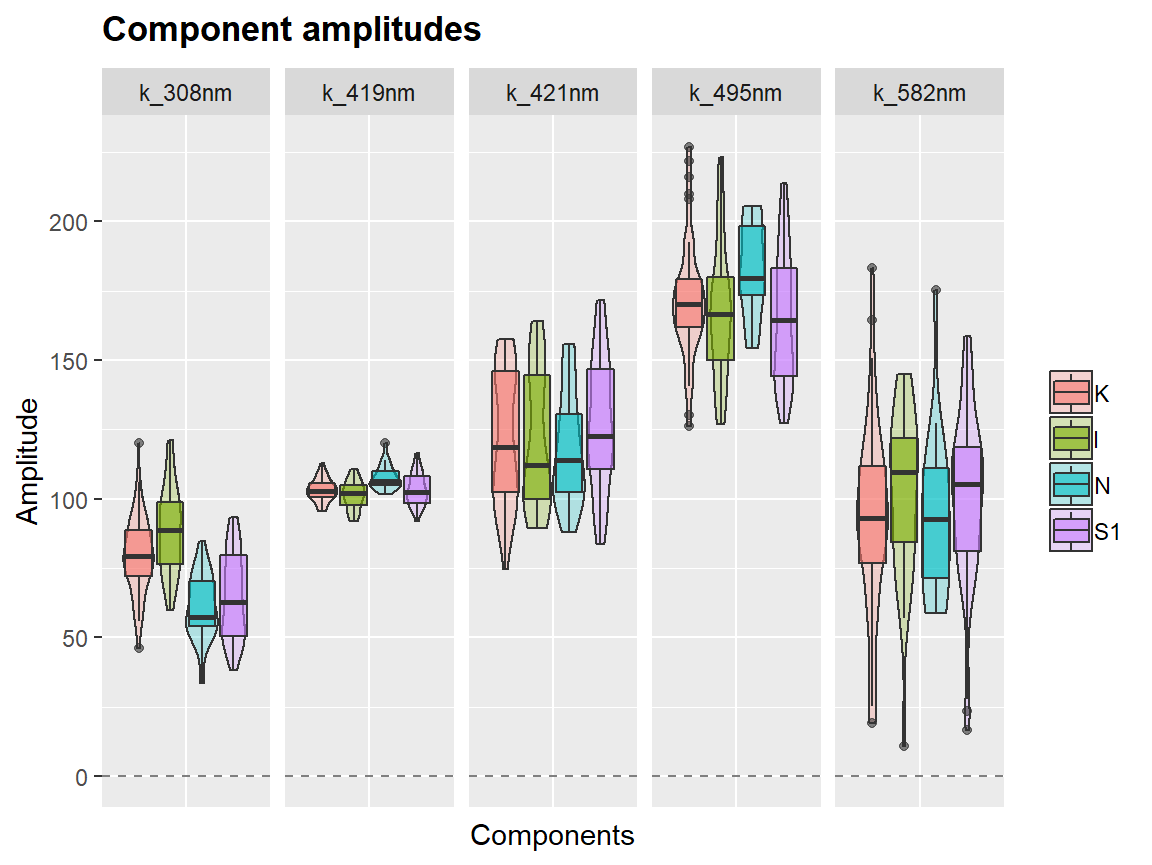 Component amplitudes
k_308nm k_419nm k_421nm k_495nm k_582nm
200
150
100
50
0
Amplitude
Components
K
I
N
S1